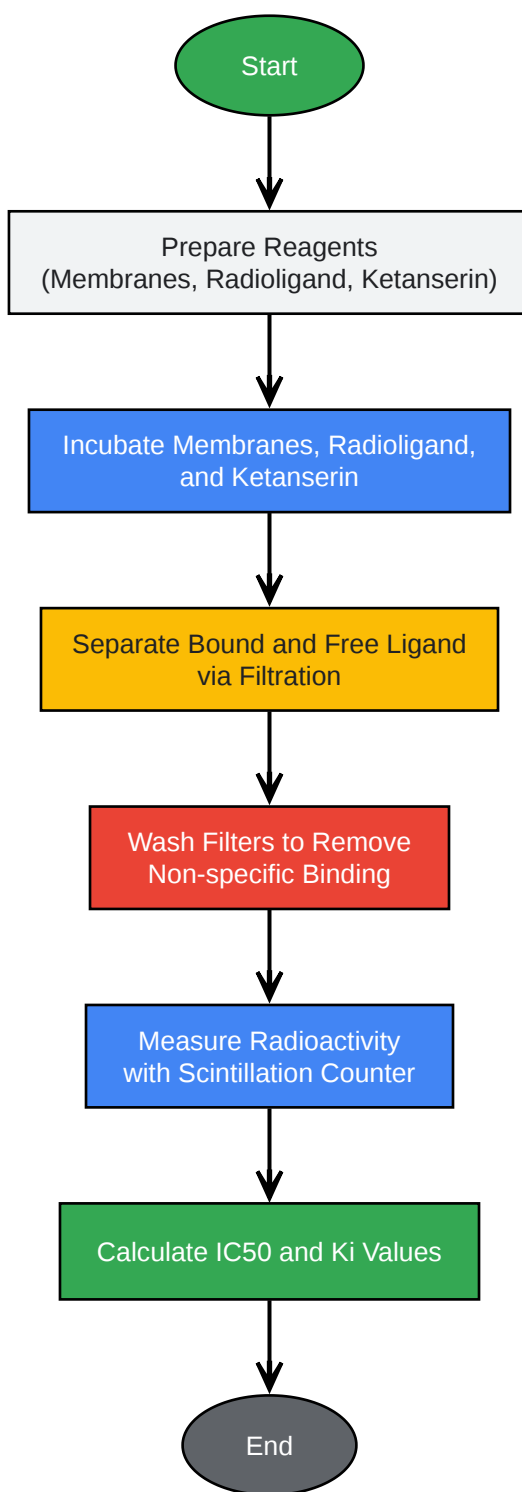 Start
Prepare Reagents
(Membranes, Radioligand, Ketanserin)
Incubate Membranes, Radioligand,
and Ketanserin
Separate Bound and Free Ligand
via Filtration
Wash Filters to Remove
Non-specific Binding
Measure Radioactivity
with Scintillation Counter
Calculate IC50 and Ki Values
End